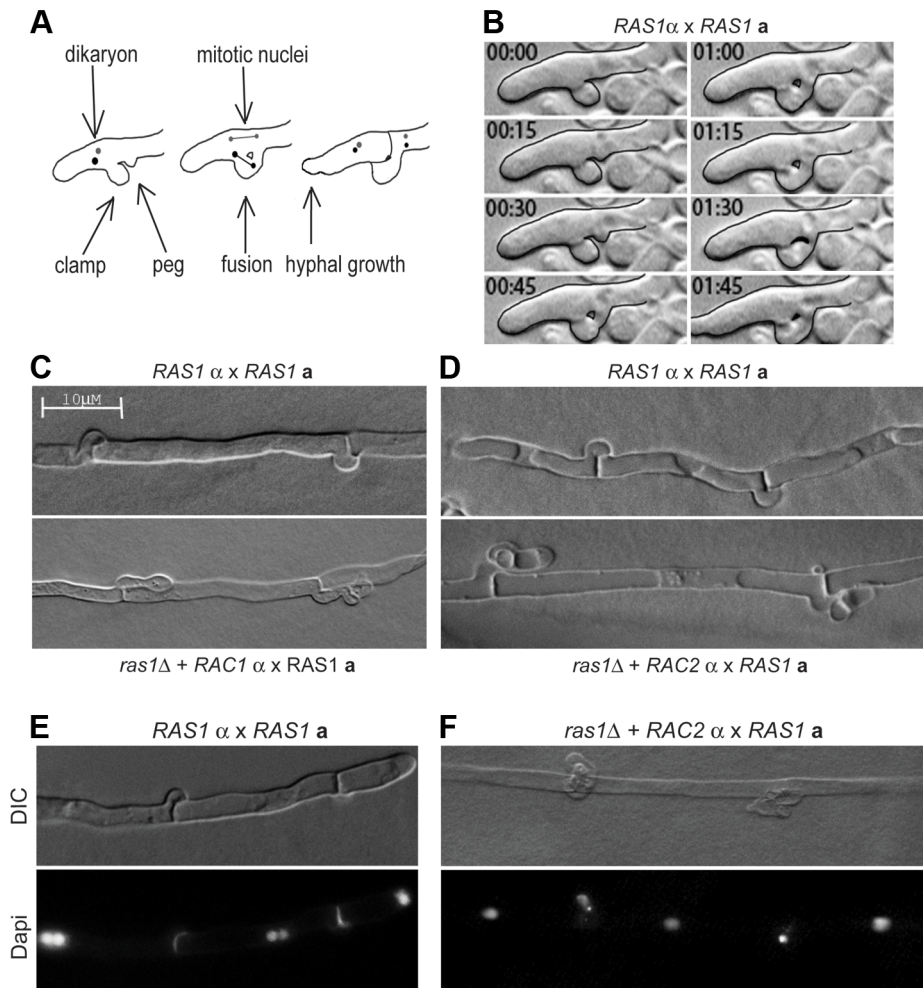 A
dikaryon
mitotic nuclei
clamp
peg
fusion
hyphal growth
B
RAS1α x RAS1 a
00:00
01:00
00:15
01:15
00:30
01:30
00:45
01:45
C
RAS1 α x RAS1 a
10µM
ras1Δ + RAC1 α x RAS1 a
D
RAS1 α x RAS1 a
ras1Δ + RAC2 α x RAS1 a
E
RAS1 α x RAS1 a
DIC
Dapi
F
ras1Δ + RAC2 α x RAS1 a